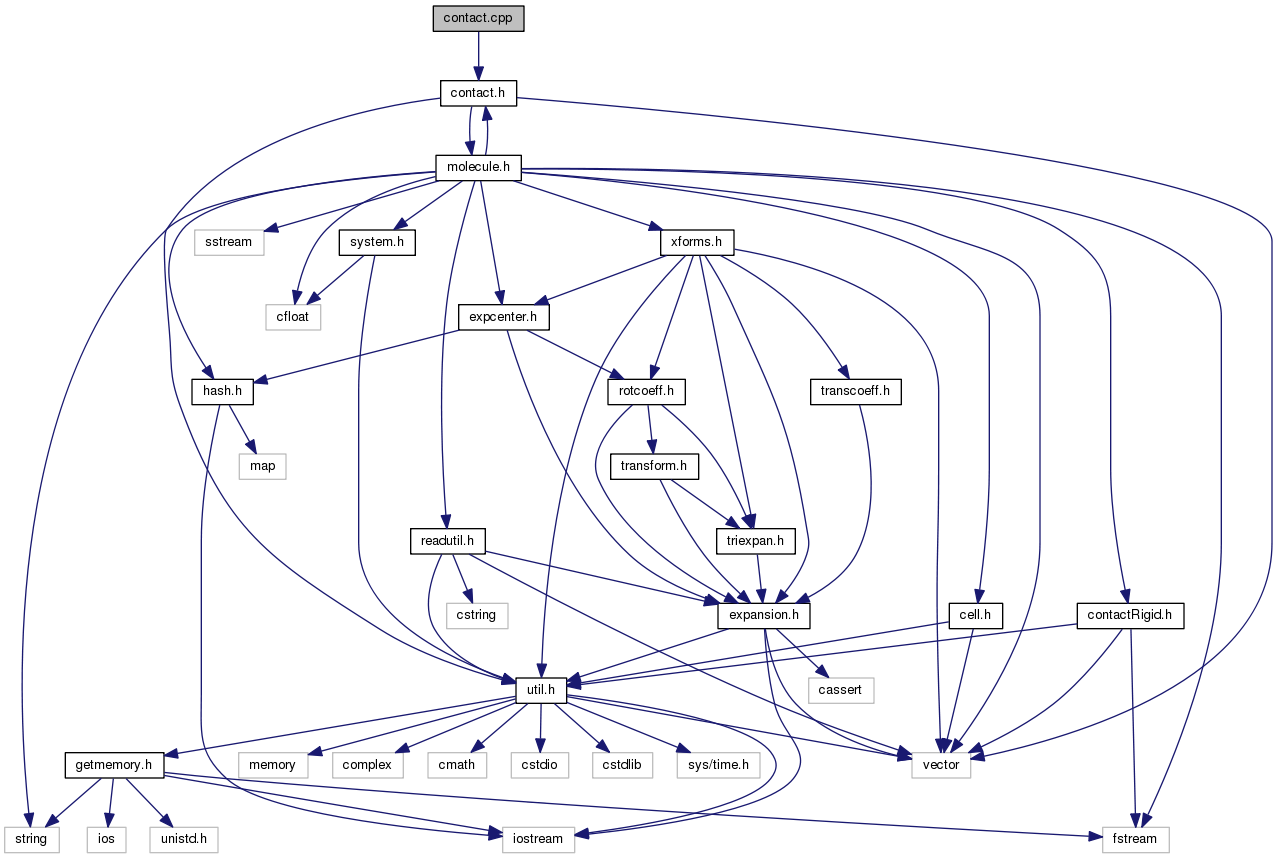 contact.cpp
contact.h
molecule.h
sstream
system.h
xforms.h
cfloat
expcenter.h
hash.h
rotcoeff.h
transcoeff.h
map
transform.h
readutil.h
triexpan.h
cstring
expansion.h
cell.h
contactRigid.h
util.h
cassert
getmemory.h
memory
complex
cmath
cstdio
cstdlib
sys/time.h
vector
string
ios
unistd.h
iostream
fstream